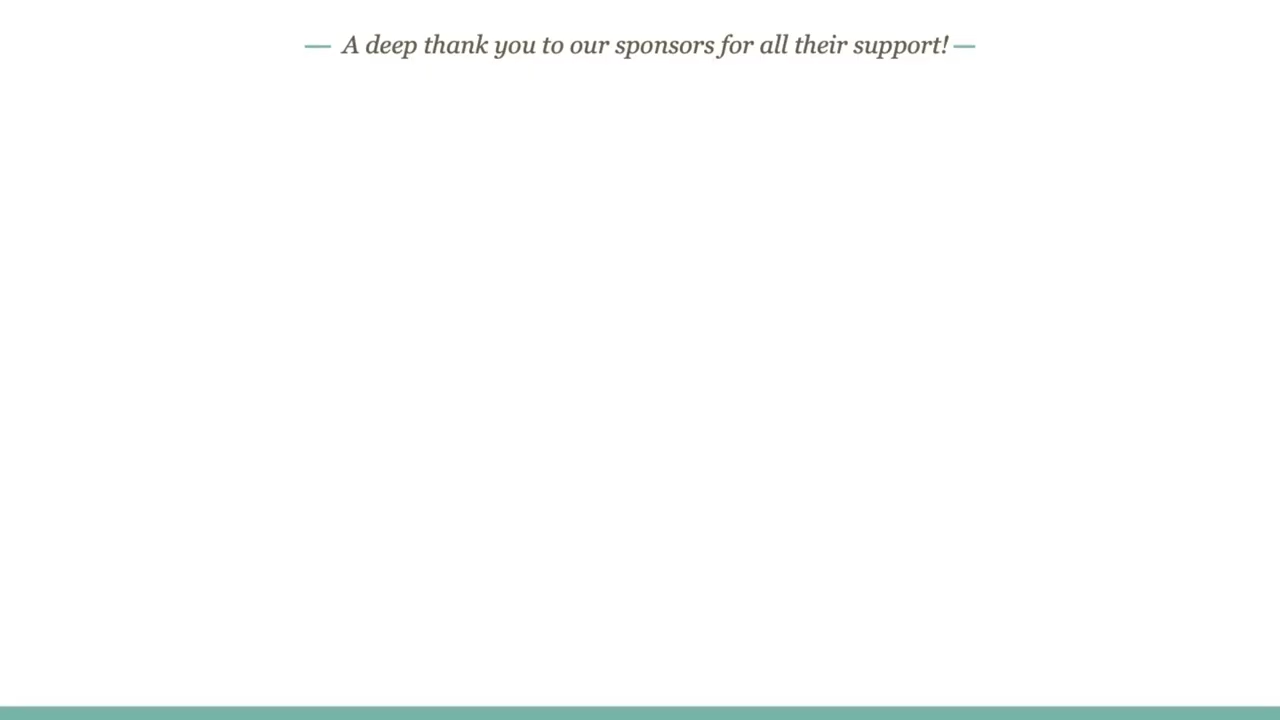 — A deep thank you to our sponsors for all their support! —